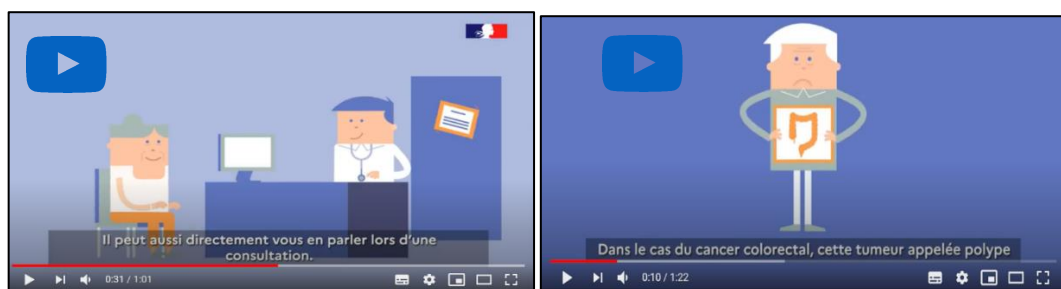 Il peut aussi directement vous en parler lors d'une
consultation.
0:31 / 1:01
Dans le cas du cancer colorectal, cette tumeur appelée polype
0:10 / 1:22